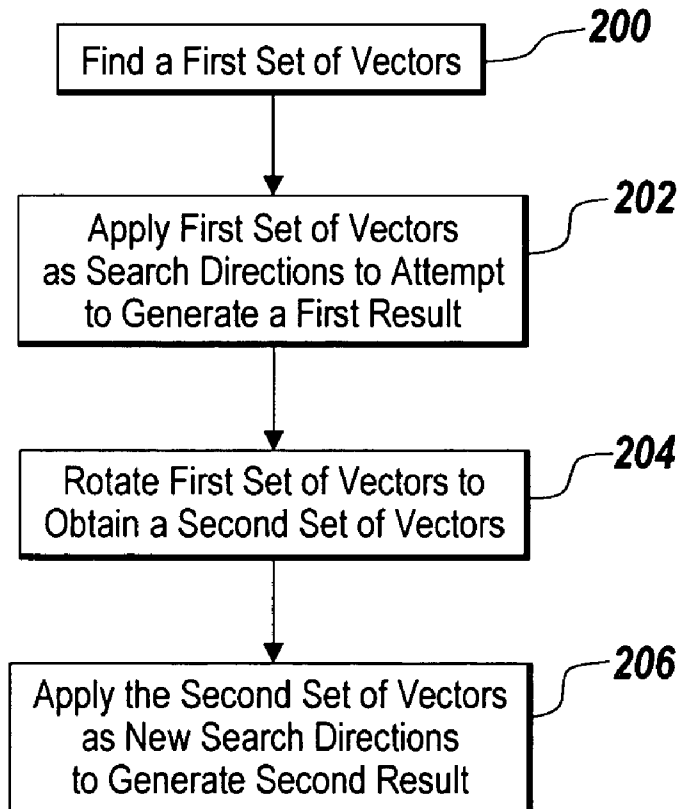 200
Find a First Set of Vectors
202
Apply First Set of Vectors
as Search Directions to Attempt
to Generate a First Result
204
Rotate First Set of Vectors to
Obtain a Second Set of Vectors
206
Apply the Second Set of Vectors
as New Search Directions
to Generate Second Result